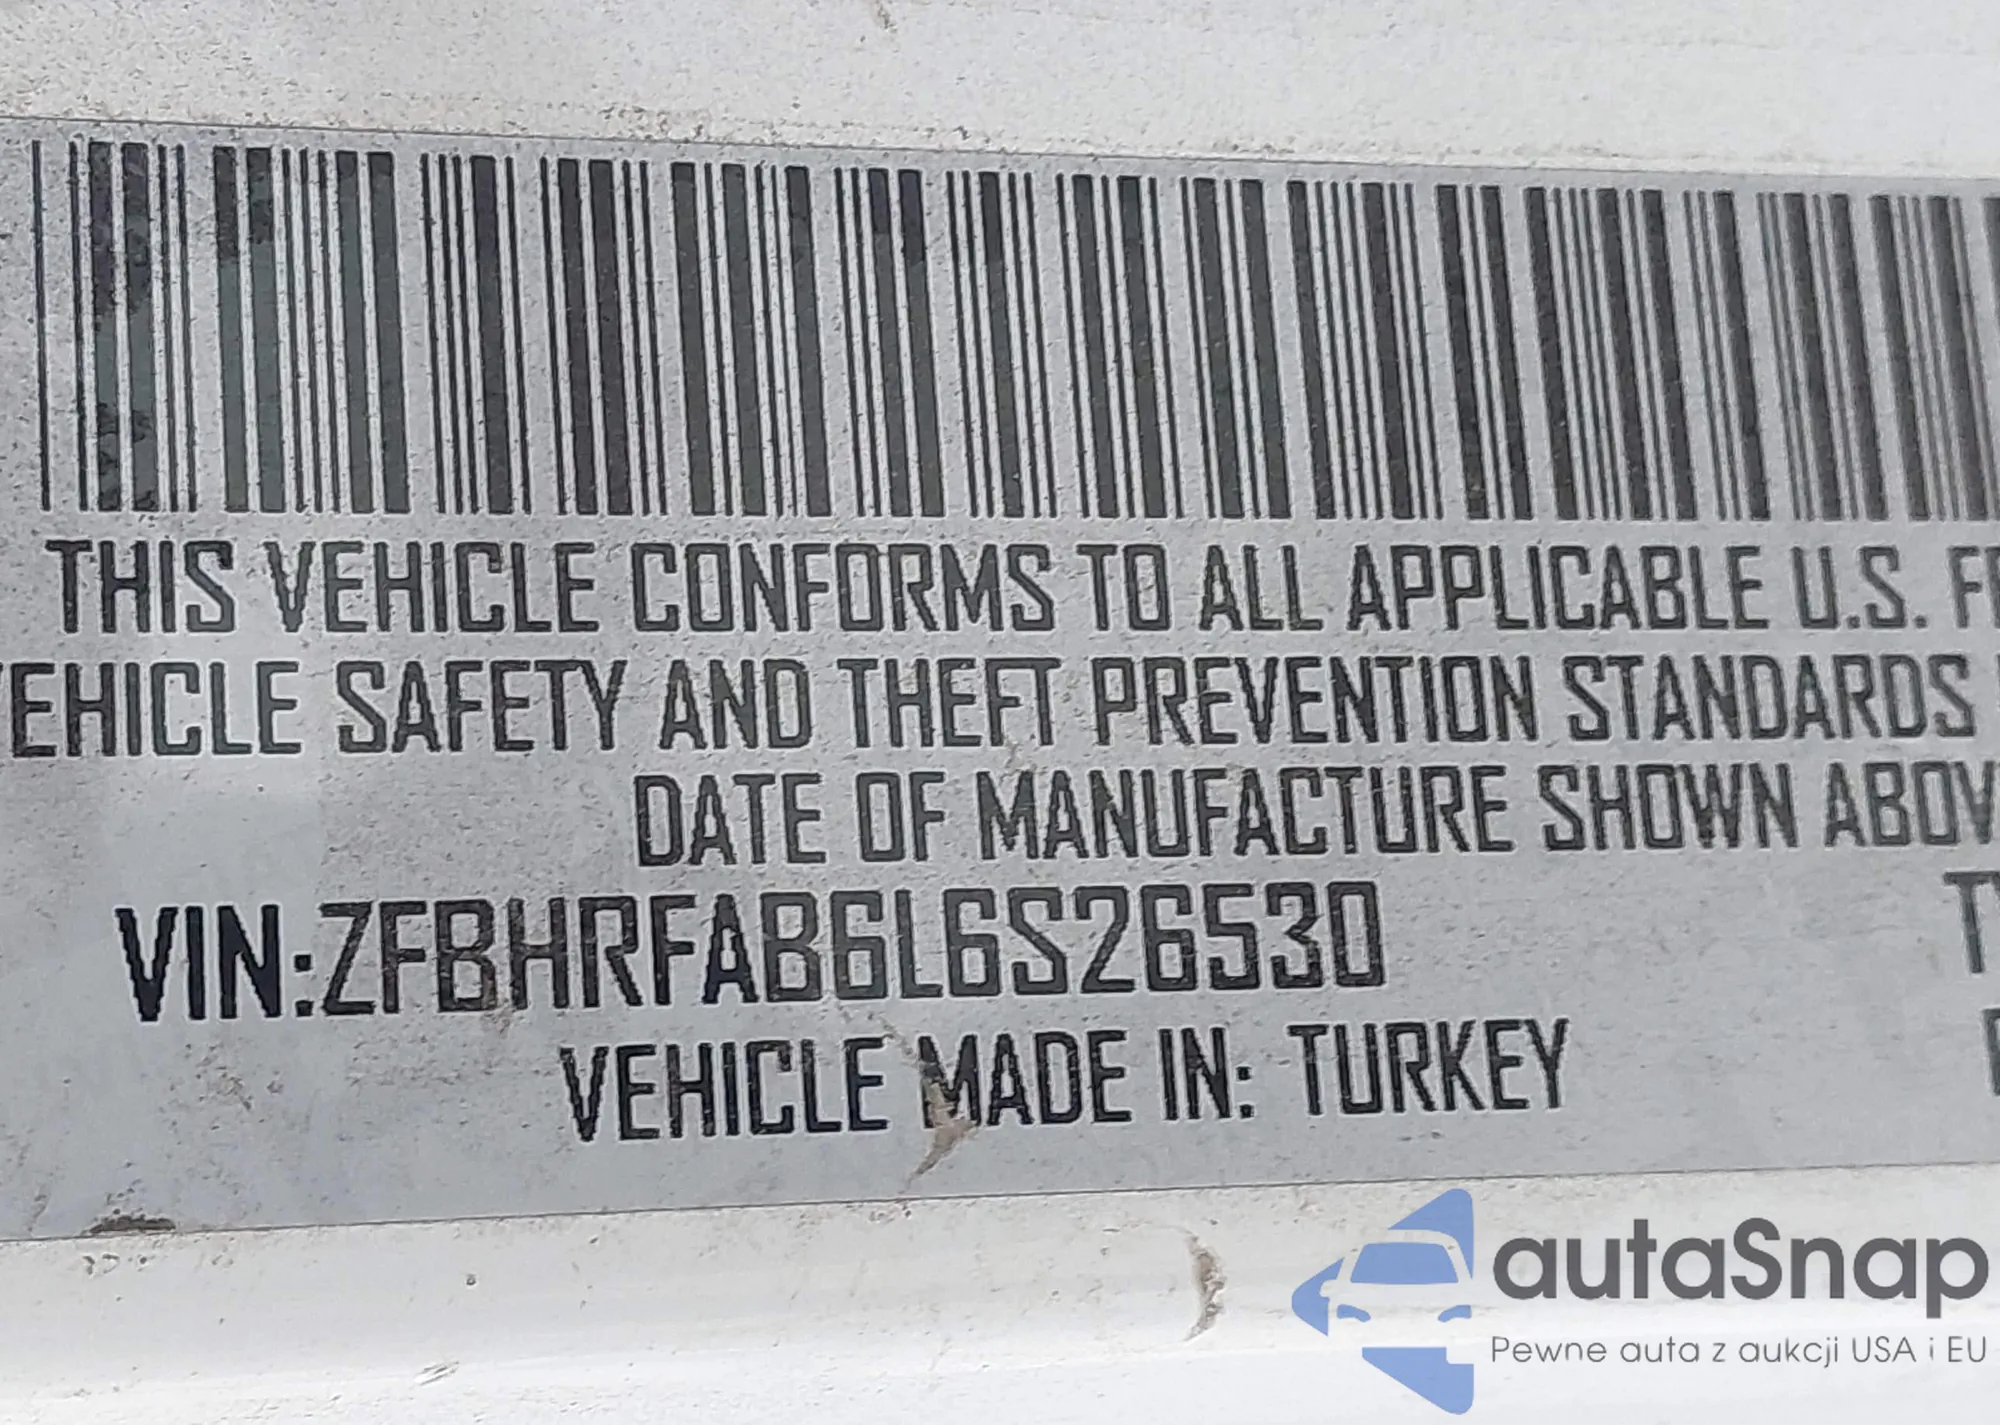 THIS VEHICLE CONFORMS TO ALL APPLICABLE U.S.
VEHICLE SAFETY AND THEFT PREVENTION STANDARDS
DATE OF MANUFACTURE SHOWN ABOV
VIN:ZFBHRFAB6L6S26530
VEHICLE MADE IN: TURKEY
autaSnap
Pewne auta z aukcji USA i EU